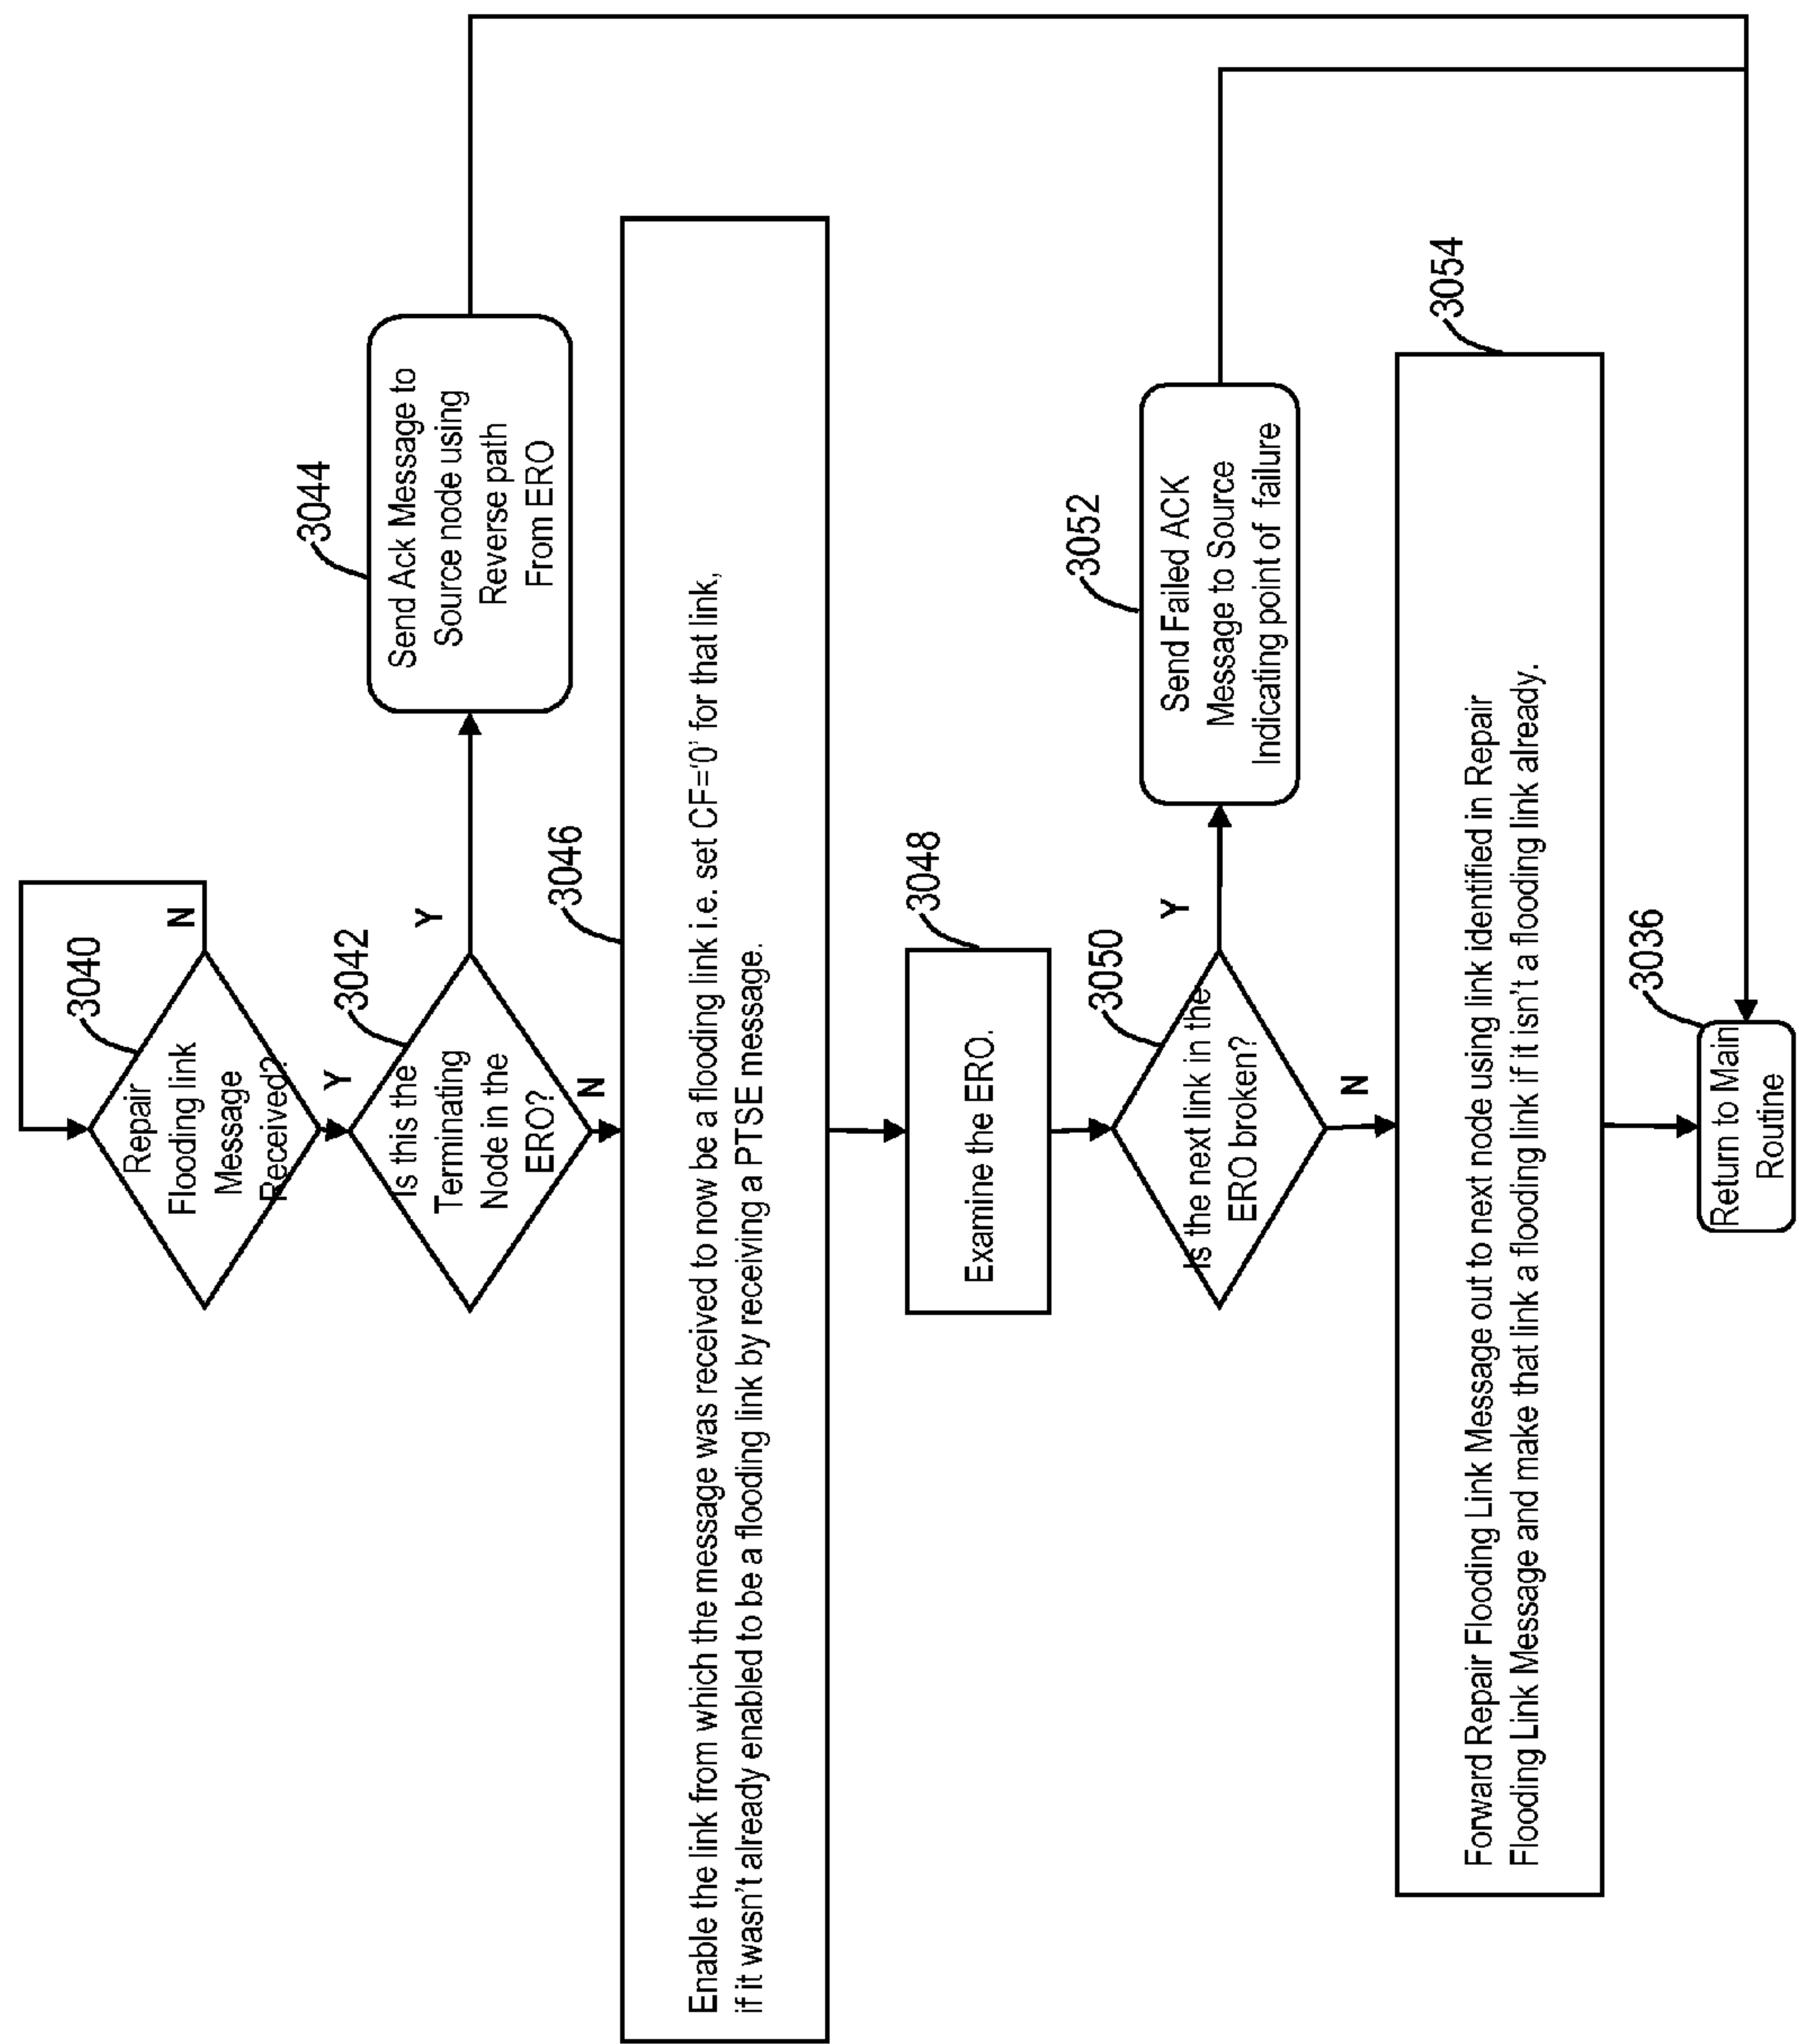 3040
Repair
Flooding link
Message
Received?
N
Y
3042
Is this the
Terminating
Node in the
ERO?
Y
N
3044
Send Ack Message to
Source node using
Reverse path
From ERO
3046
Enable the link from which the message was received to now be a flooding link i.e. set CF='0' for that link,
if it wasn't already enabled to be a flooding link by receiving a PTSE message.
3048
Examine the ERO.
3050
Is the next link in the
ERO broken?
Y
N
3052
Send Failed ACK
Message to Source
Indicating point of failure
3054
Forward Repair Flooding Link Message out to next node using link identified in Repair
Flooding Link Message and make that link a flooding link if it isn't a flooding link already.
3036
Return to Main
Routine